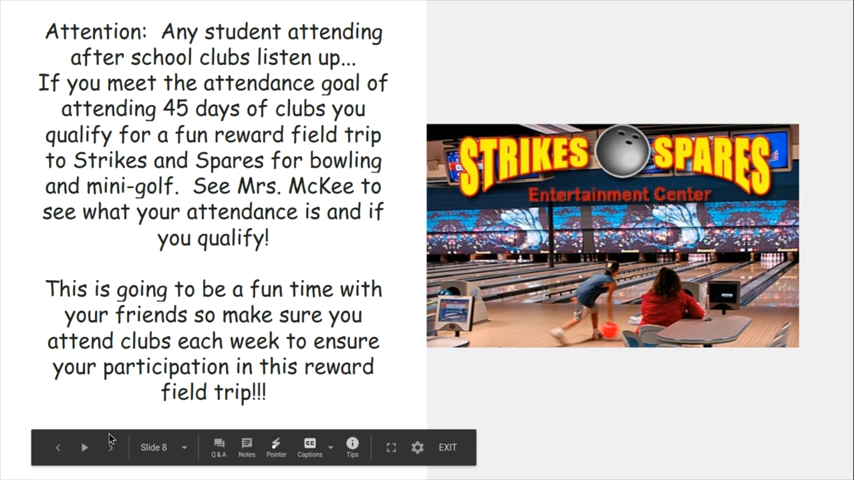 Attention:  Any student attending
after school clubs listen up...
If you meet the attendance goal of
attending 45 days of clubs you
qualify for a fun reward field trip
to Strikes and Spares for bowling
and mini-golf.  See Mrs. McKee to
see what your attendance is and if
you qualify!
This is going to be a fun time with
your friends so make sure you
attend clubs each week to ensure
your participation in this reward
field trip!!!
STRIKES SPARES
Entertainment Center
Slide 8
Q & A Notes Pointer Captions Tips EXIT
CC